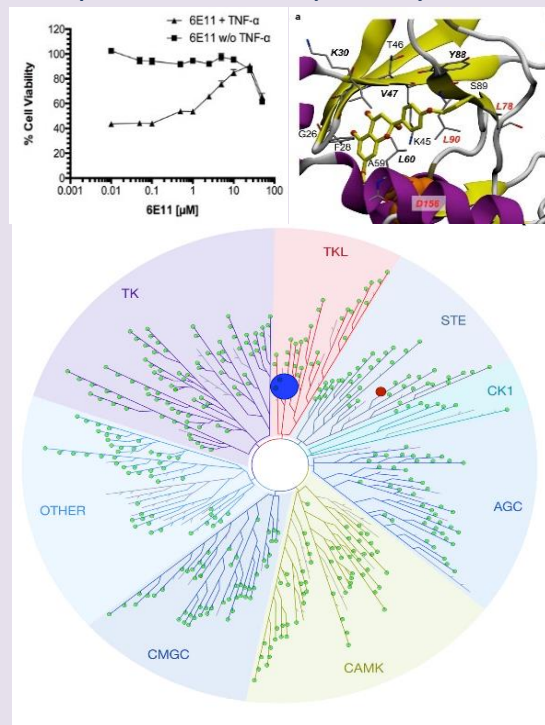 6E11 + TNF-α
6E11 w/o TNF-α
% Cell Viability
120
100
80
60
40
20
0
0.001
0.01
0.1
1
10
100
6E11 [µM]
a
K30
T46
Y88
V47
S89
L78
G26
F28
K45
L90
A59
L60
D156
TKL
TK
STE
CK1
AGC
OTHER
CMGC
CAMK